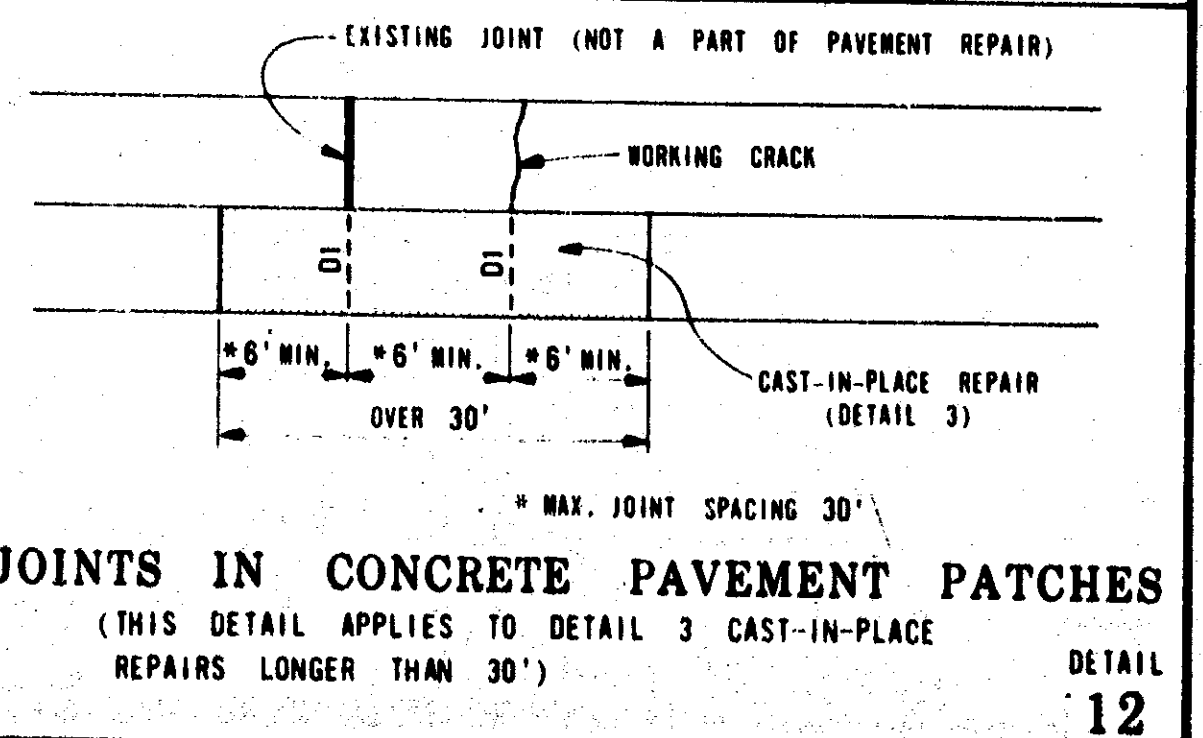 EXISTING JOINT (NOT A PART OF PAVEMENT REPAIR)
WORKING CRACK
D1
D1
*6' MIN.
*6' MIN.
*6' MIN.
OVER 30'
CAST-IN-PLACE REPAIR
(DETAIL 3)
* MAX. JOINT SPACING 30'
JOINTS IN CONCRETE PAVEMENT PATCHES
(THIS DETAIL APPLIES TO DETAIL 3 CAST-IN-PLACE
REPAIRS LONGER THAN 30')
DETAIL
12